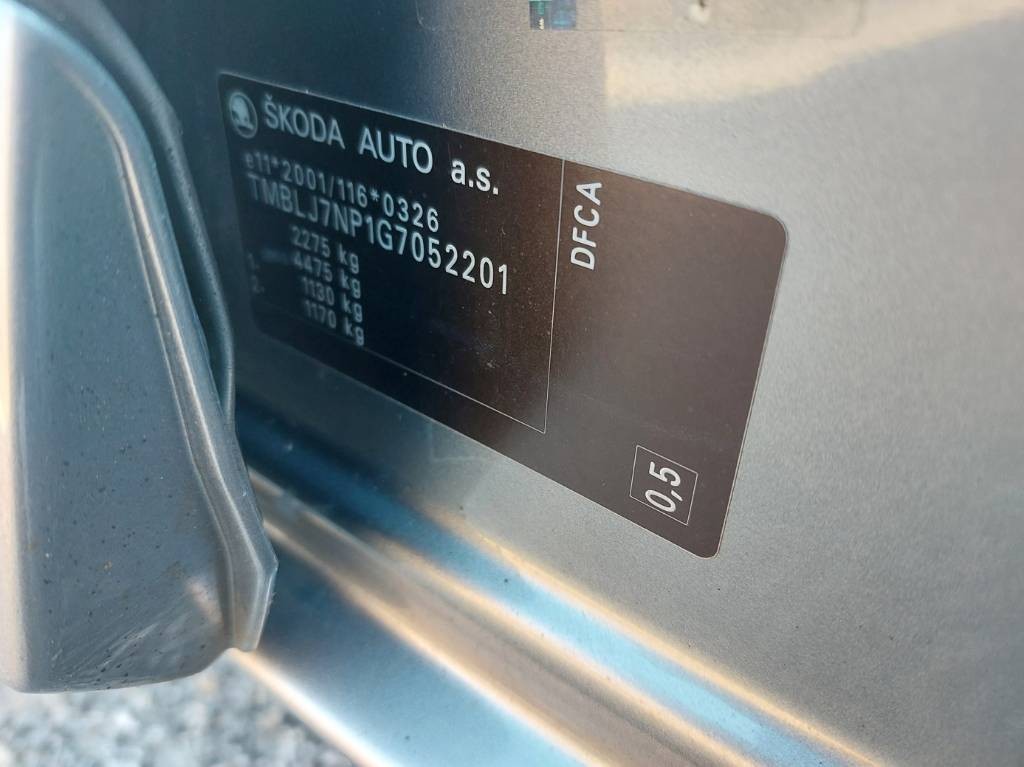 ŠKODA AUTO a.s.
e11*2001/116*0326
TMBLJ7NP1G7052201
2275 kg
4475 kg
1- 1130 kg
2- 1170 kg
DFCA
0,5